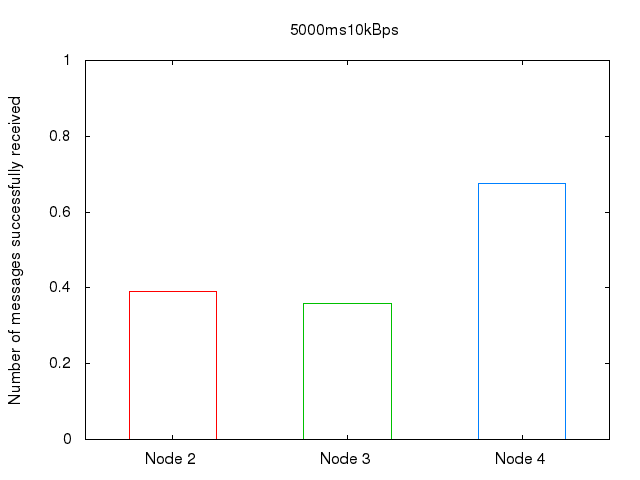 5000ms10kBps
Number of messages successfully received
1
0.8
0.6
0.4
0.2
0
Node 2
Node 3
Node 4